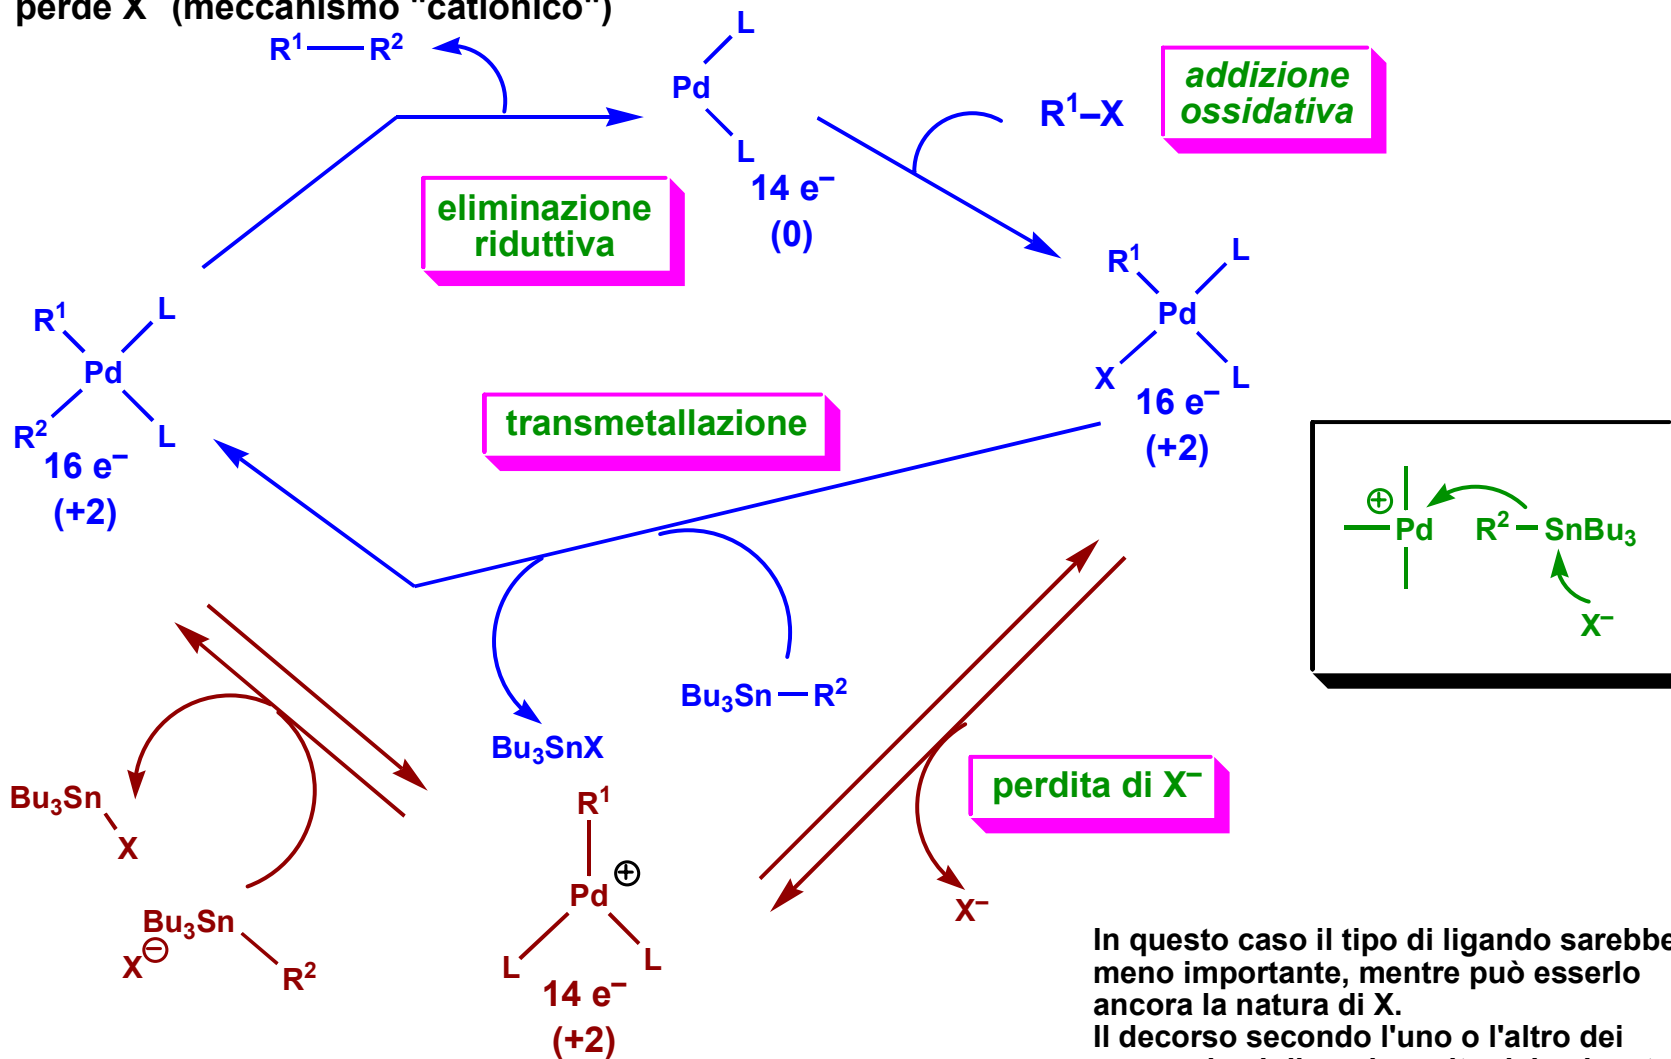 perde X⁻ (meccanismo "cationico")
R¹—R²
L
Pd
L
14 e⁻
(0)
R¹–X
addizione
ossidativa
eliminazione
riduttiva
R¹
L
Pd
X
L
16 e⁻
(+2)
R¹
L
Pd
R²
L
16 e⁻
(+2)
transmetallazione
⊕
Pd
R²—SnBu₃
X⁻
Bu₃Sn—R²
Bu₃SnX
perdita di X⁻
Bu₃Sn
X
Bu₃Sn
X⊖
R²
R¹
Pd ⊕
L
L
14 e⁻
(+2)
X⁻
In questo caso il tipo di ligando sarebbe
meno importante, mentre può esserlo
ancora la natura di X.
Il decorso secondo l'uno o l'altro dei